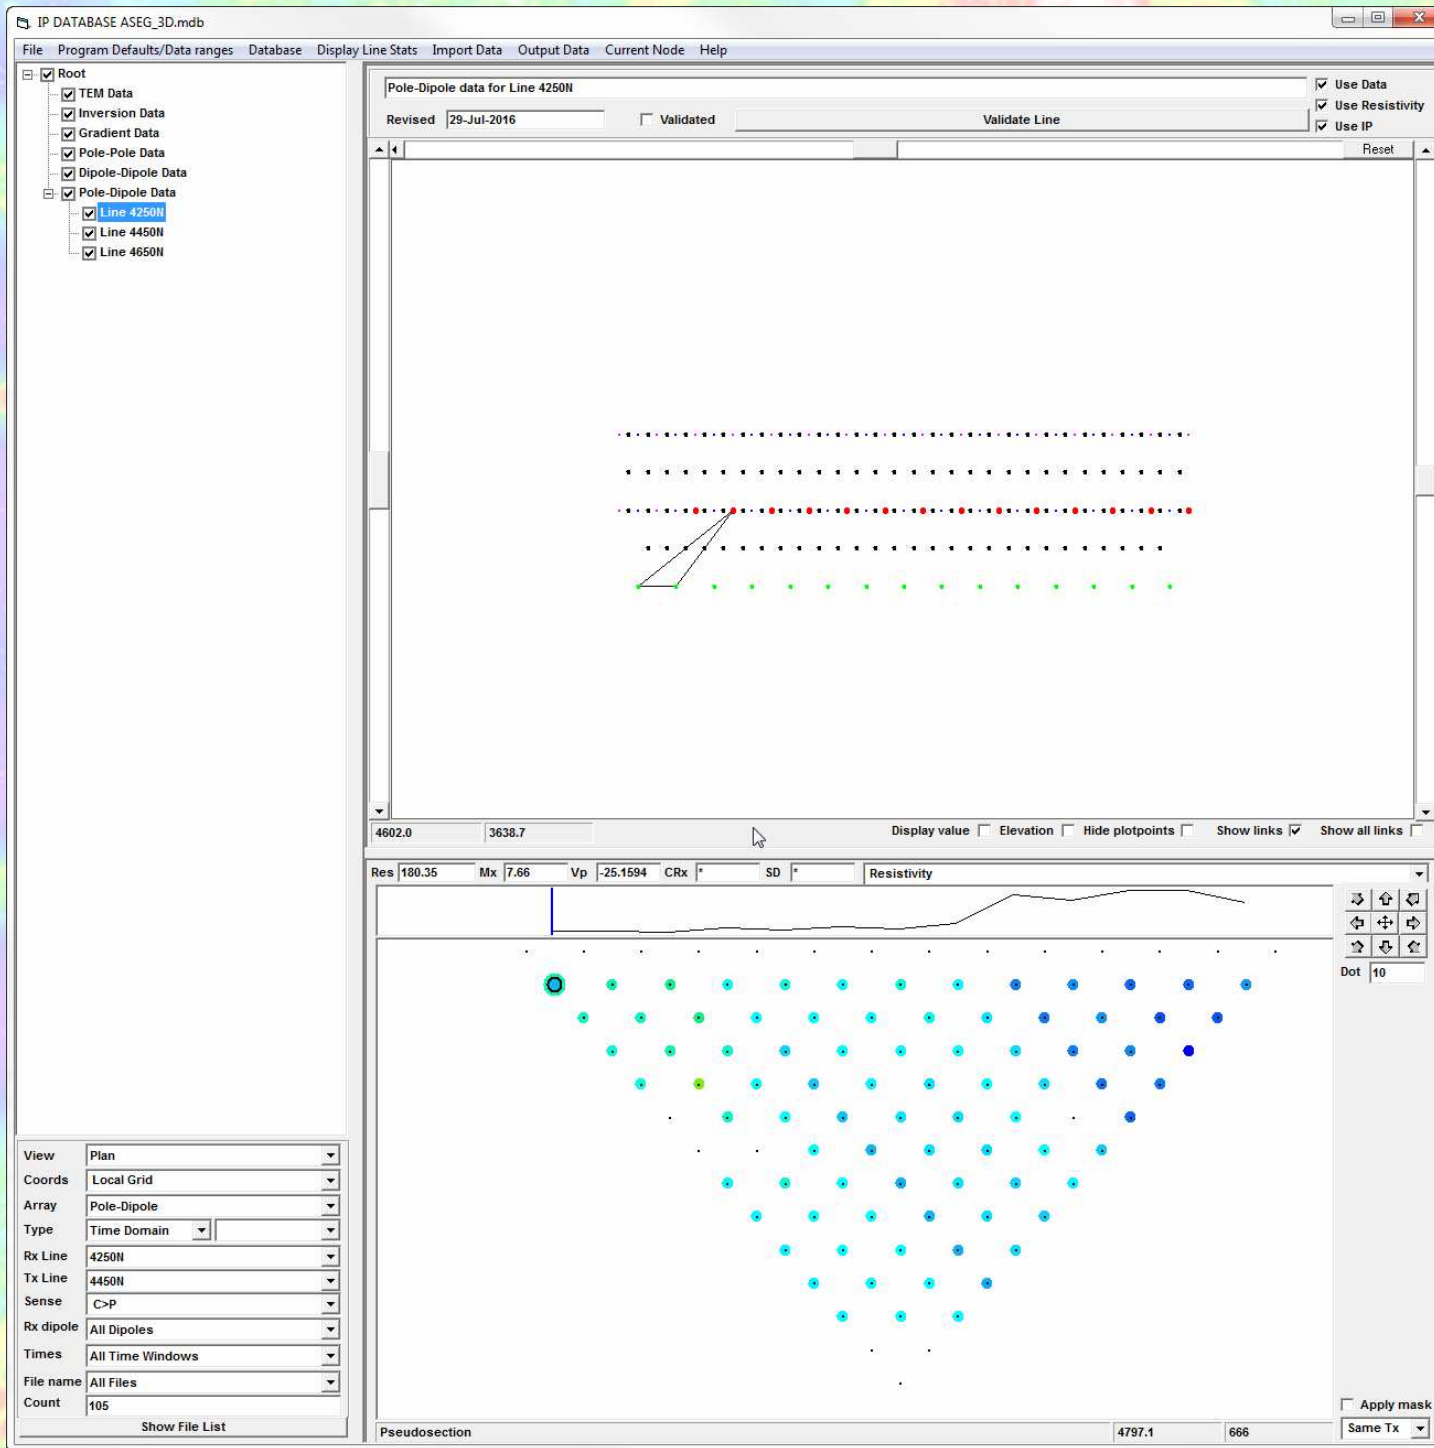 IP DATABASE ASEG_3D.mdb
File Program Defaults/Data ranges Database Display Line Stats Import Data Output Data Current Node Help
Root
TEM Data
Inversion Data
Gradient Data
Pole-Pole Data
Dipole-Dipole Data
Pole-Dipole Data
Line 4250N
Line 4450N
Line 4650N
Pole-Dipole data for Line 4250N
Use Data
Use Resistivity
Use IP
Revised 29-Jul-2016 Validated Validate Line
Reset
4602.0 3638.7 Display value Elevation Hide plotpoints Show links Show all links
Res 180.35 Mx 7.66 Vp -25.1594 CRx * SD * Resistivity
Dot 10
View Plan
Coords Local Grid
Array Pole-Dipole
Type Time Domain
Rx Line 4250N
Tx Line 4450N
Sense C>P
Rx dipole All Dipoles
Times All Time Windows
File name All Files
Count 105
Show File List
Apply mask
Same Tx
Pseudosection 4797.1 666